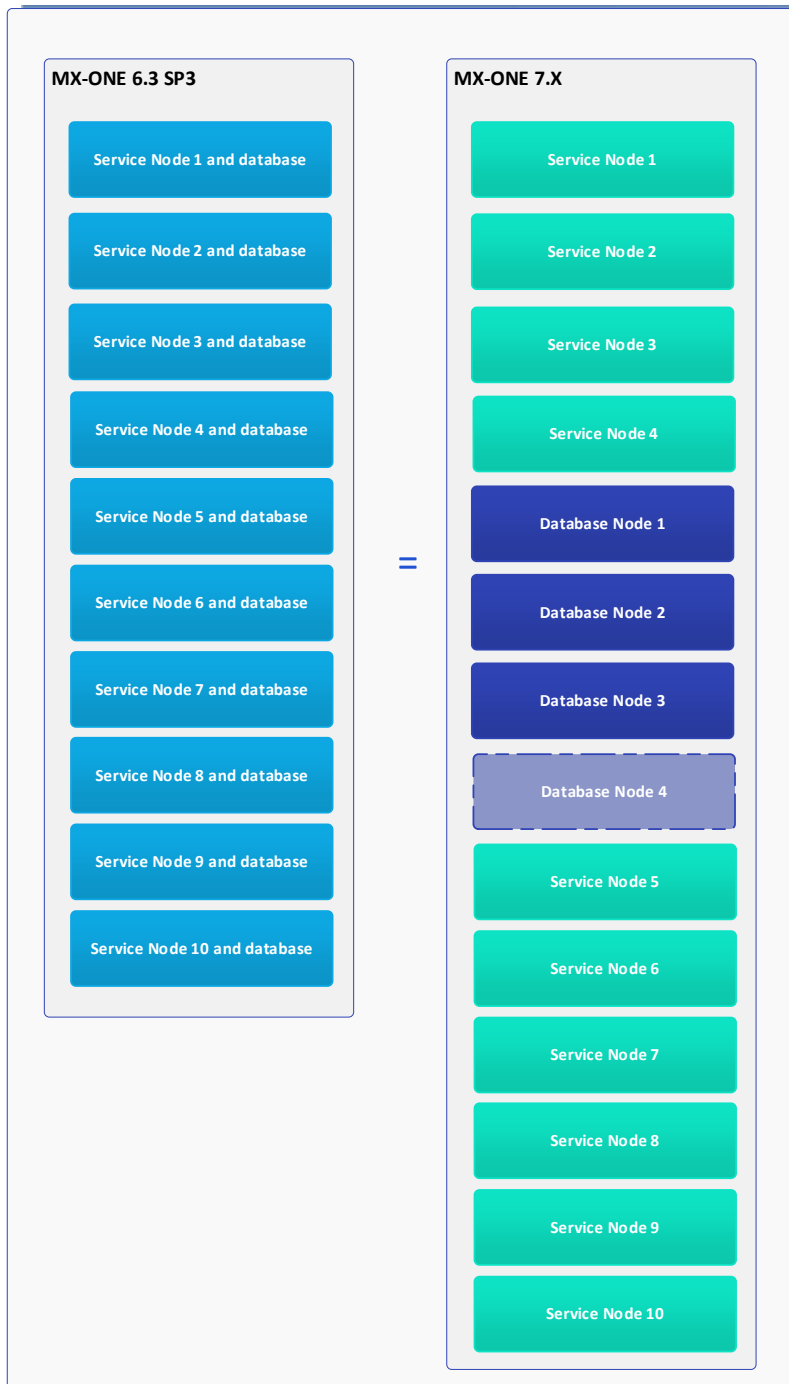 MX-ONE 6.3 SP3
Service Node 1 and database
Service Node 2 and database
Service Node 3 and database
Service Node 4 and database
Service Node 5 and database
Service Node 6 and database
Service Node 7 and database
Service Node 8 and database
Service Node 9 and database
Service Node 10 and database
=
MX-ONE 7.X
Service Node 1
Service Node 2
Service Node 3
Service Node 4
Database Node 1
Database Node 2
Database Node 3
Database Node 4
Service Node 5
Service Node 6
Service Node 7
Service Node 8
Service Node 9
Service Node 10